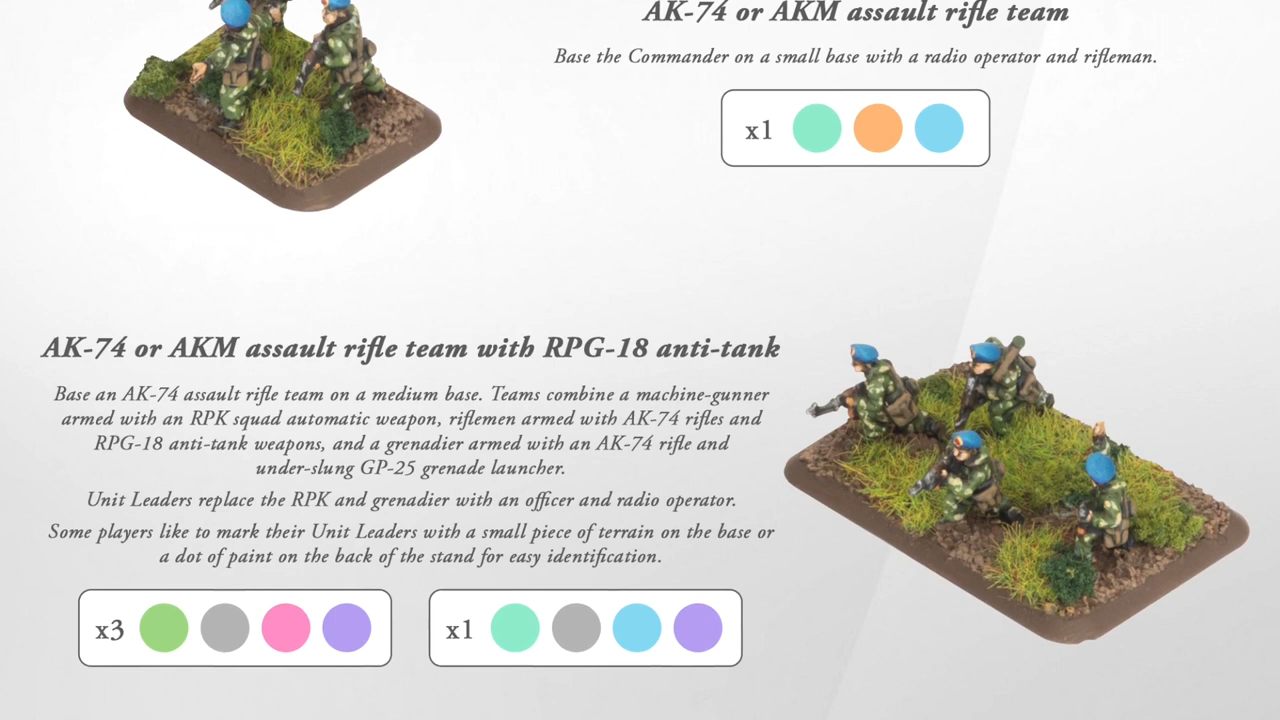 AK-74 or AKM assault rifle team
Base the Commander on a small base with a radio operator and rifleman.
x1
AK-74 or AKM assault rifle team with RPG-18 anti-tank
Base an AK-74 assault rifle team on a medium base. Teams combine a machine-gunner
armed with an RPK squad automatic weapon, riflemen armed with AK-74 rifles and
RPG-18 anti-tank weapons, and a grenadier armed with an AK-74 rifle and
under-slung GP-25 grenade launcher.
Unit Leaders replace the RPK and grenadier with an officer and radio operator.
Some players like to mark their Unit Leaders with a small piece of terrain on the base or
a dot of paint on the back of the stand for easy identification.
x3
x1